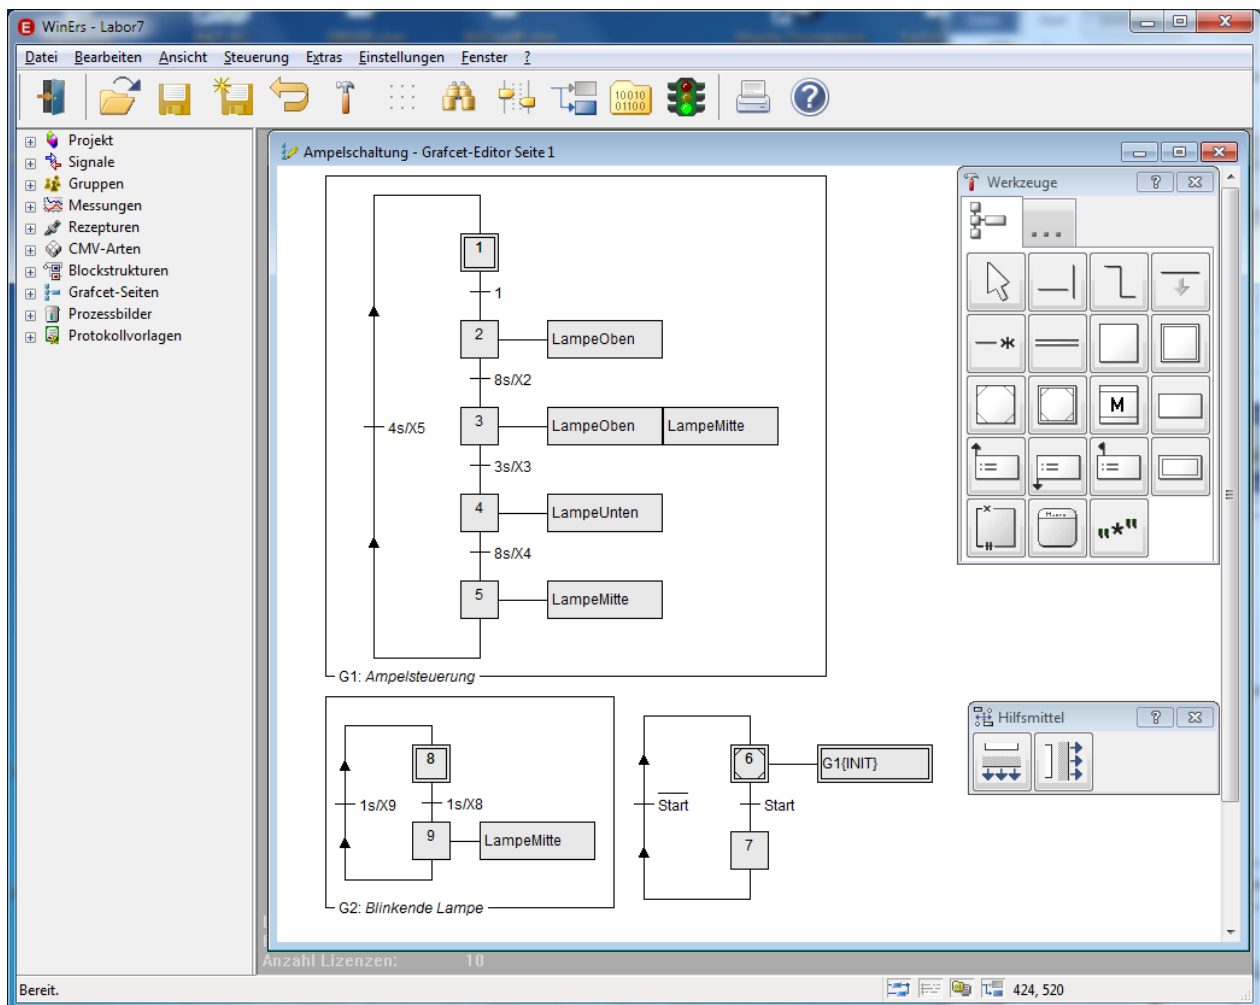 WinErs - Labor7
Datei Bearbeiten Ansicht Steuerung Extras Einstellungen Fenster ?
10010
01100
Projekt
Signale
Gruppen
Messungen
Rezepturen
CMV-Arten
Blockstrukturen
Grafcet-Seiten
Prozessbilder
Protokollvorlagen
Ampelschaltung - Grafcet-Editor Seite 1
1
1
2 LampeOben
8s/X2
4s/X5
3 LampeOben LampeMitte
3s/X3
4 LampeUnten
8s/X4
5 LampeMitte
G1: Ampelsteuerung
8
1s/X9 1s/X8
9 LampeMitte
G2: Blinkende Lampe
6 G1{INIT}
Start Start
7
Werkzeuge
...
M
:= := :=
Macro
"*"
Hilfsmittel
Anzahl Lizenzen: 10
Bereit.
424, 520